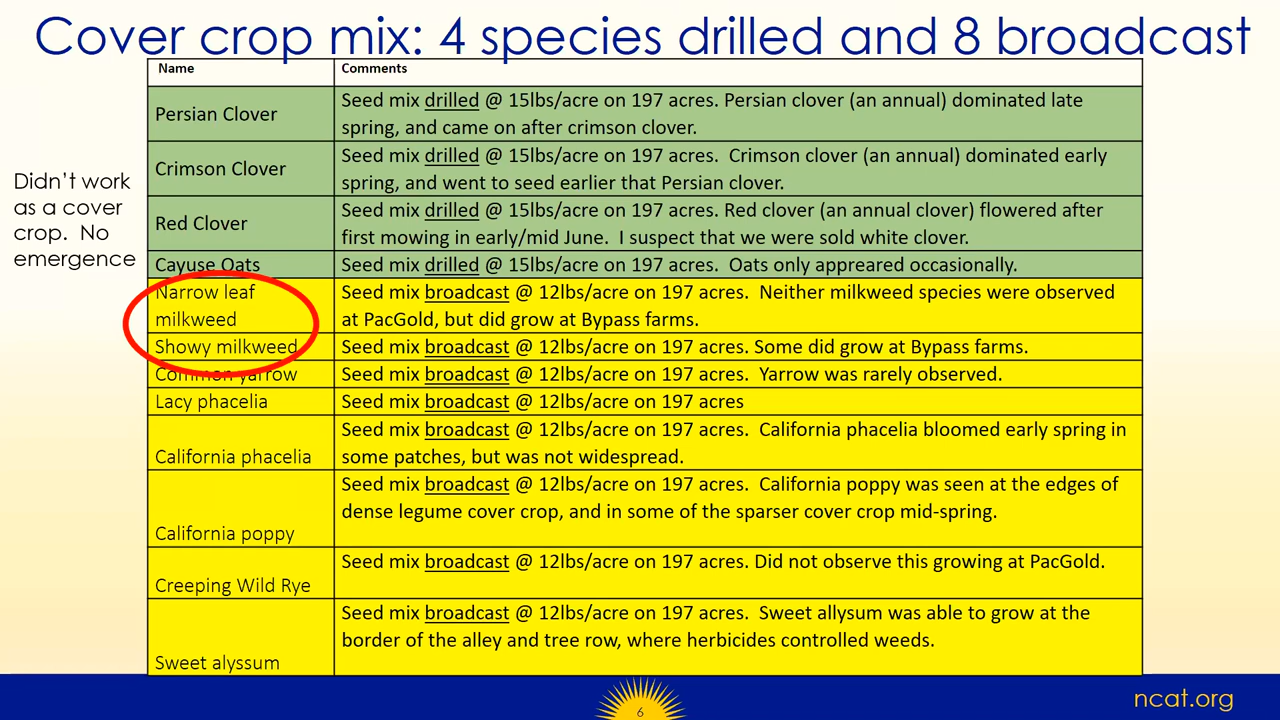 Cover crop mix: 4 species drilled and 8 broadcast
Name Comments
Didn't work
as a cover
crop. No
emergence
Persian Clover
Seed mix drilled @ 15lbs/acre on 197 acres. Persian clover (an annual) dominated late
spring, and came on after crimson clover.
Crimson Clover
Seed mix drilled @ 15lbs/acre on 197 acres. Crimson clover (an annual) dominated early
spring, and went to seed earlier that Persian clover.
Red Clover
Seed mix drilled @ 15lbs/acre on 197 acres. Red clover (an annual clover) flowered after
first mowing in early/mid June. I suspect that we were sold white clover.
Cayuse Oats
Seed mix drilled @ 15lbs/acre on 197 acres. Oats only appreared occasionally.
Narrow leaf
milkweed
Seed mix broadcast @ 12lbs/acre on 197 acres. Neither milkweed species were observed
at PacGold, but did grow at Bypass farms.
Showy milkweed
Seed mix broadcast @ 12lbs/acre on 197 acres. Some did grow at Bypass farms.
Common yarrow
Seed mix broadcast @ 12lbs/acre on 197 acres. Yarrow was rarely observed.
Lacy phacelia
Seed mix broadcast @ 12lbs/acre on 197 acres
California phacelia
Seed mix broadcast @ 12lbs/acre on 197 acres. California phacelia bloomed early spring in
some patches, but was not widespread.
California poppy
Seed mix broadcast @ 12lbs/acre on 197 acres. California poppy was seen at the edges of
dense legume cover crop, and in some of the sparser cover crop mid-spring.
Creeping Wild Rye
Seed mix broadcast @ 12lbs/acre on 197 acres. Did not observe this growing at PacGold.
Sweet alyssum
Seed mix broadcast @ 12lbs/acre on 197 acres. Sweet allysum was able to grow at the
border of the alley and tree row, where herbicides controlled weeds.
6
ncat.org